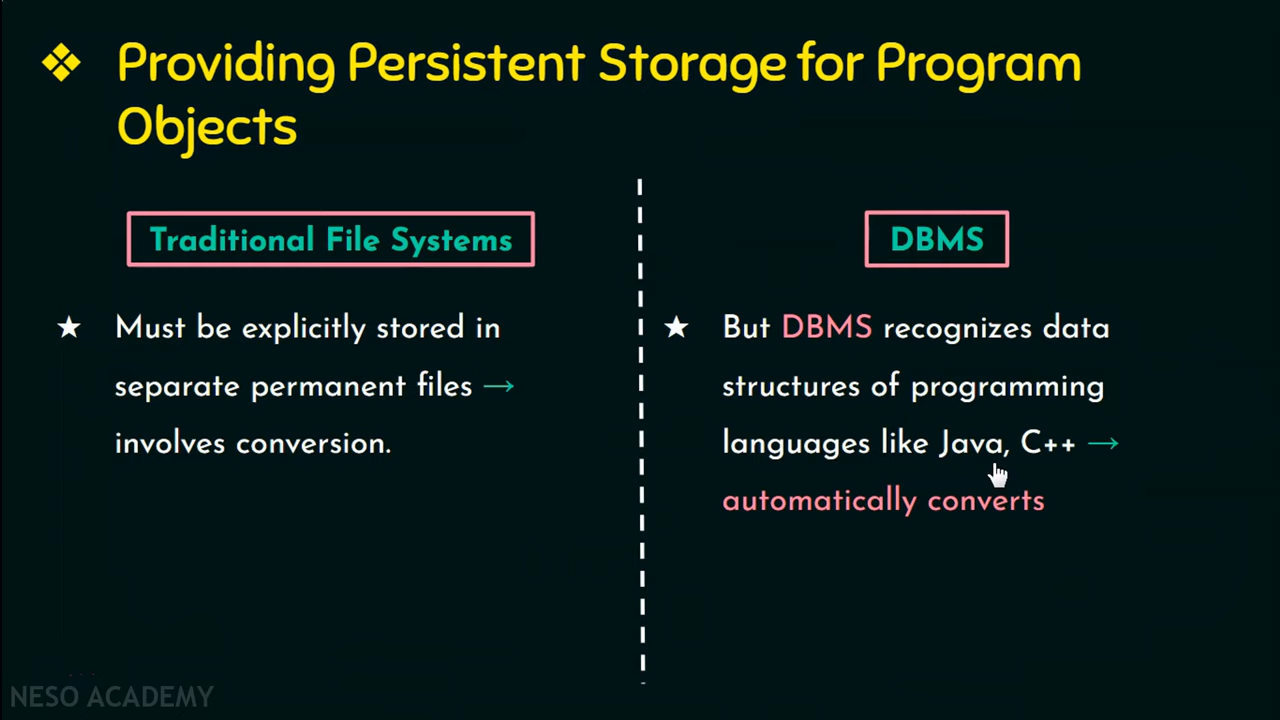 Providing Persistent Storage for Program
Objects
Traditional File Systems
★ Must be explicitly stored in
separate permanent files →
involves conversion.
DBMS
★ But DBMS recognizes data
structures of programming
languages like Java, C++ →
automatically converts
NESO ACADEMY